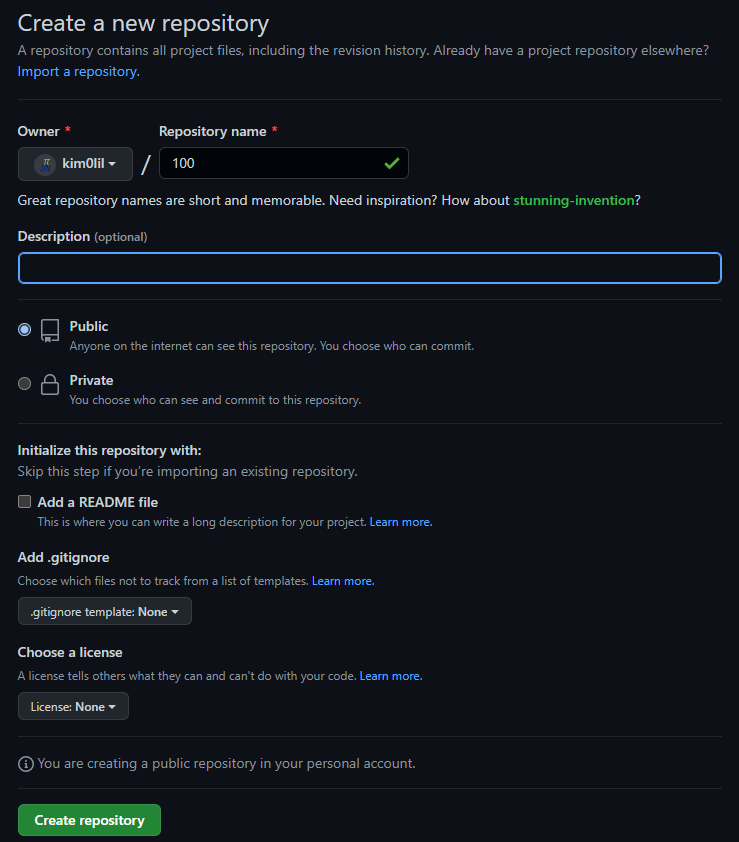 Create a new repository
A repository contains all project files, including the revision history. Already have a project repository elsewhere?
Import a repository.
Owner * Repository name *
kim0lil / 100
Great repository names are short and memorable. Need inspiration? How about stunning-invention?
Description (optional)
Public
Anyone on the internet can see this repository. You choose who can commit.
Private
You choose who can see and commit to this repository.
Initialize this repository with:
Skip this step if you’re importing an existing repository.
Add a README file
This is where you can write a long description for your project. Learn more.
Add .gitignore
Choose which files not to track from a list of templates. Learn more.
.gitignore template: None
Choose a license
A license tells others what they can and can't do with your code. Learn more.
License: None
You are creating a public repository in your personal account.
Create repository